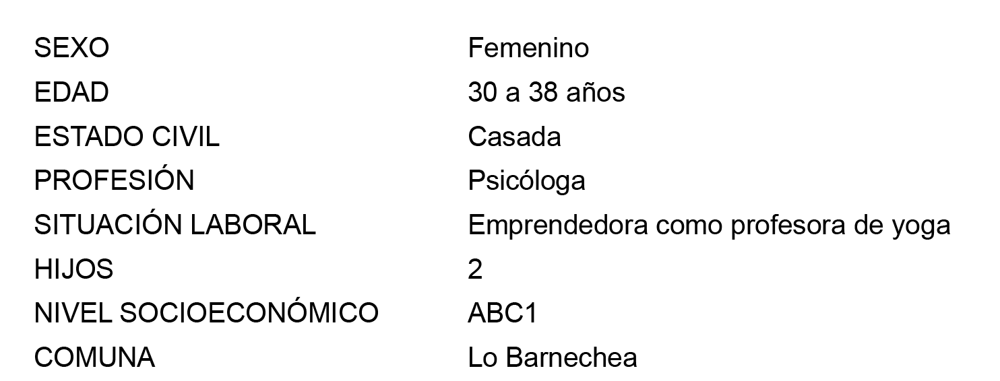 SEXO Femenino
EDAD 30 a 38 años
ESTADO CIVIL Casada
PROFESIÓN Psicóloga
SITUACIÓN LABORAL Emprendedora como profesora de yoga
HIJOS 2
NIVEL SOCIOECONÓMICO ABC1
COMUNA Lo Barnechea